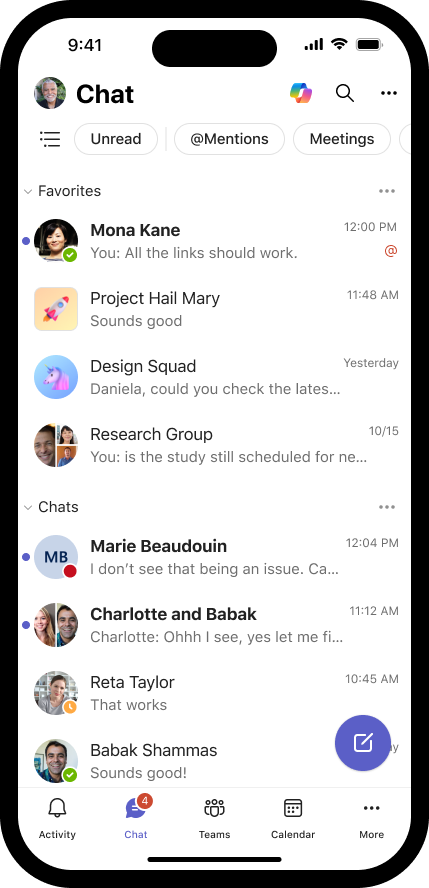 9:41
Chat
Unread
@Mentions
Meetings
Favorites
Mona Kane
12:00 PM
You: All the links should work.
@
Project Hail Mary
11:48 AM
Sounds good
Design Squad
Yesterday
Daniela, could you check the lates...
Research Group
10/15
You: is the study still scheduled for ne...
Chats
MB
Marie Beaudouin
12:04 PM
I don’t see that being an issue. Ca...
Charlotte and Babak
11:12 AM
Charlotte: Ohhh I see, yes let me fi...
Reta Taylor
10:45 AM
That works
Babak Shammas
Sounds good!
4
Activity
Chat
Teams
Calendar
More